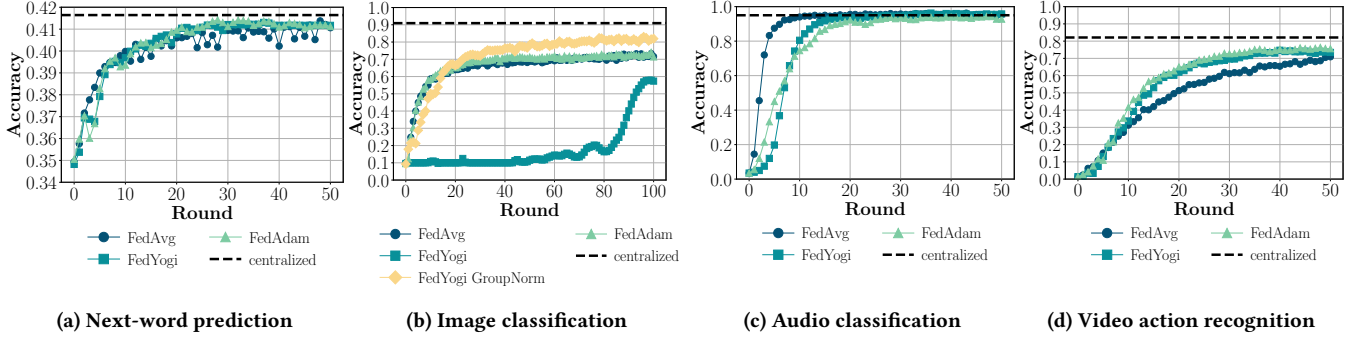 0.42
0.41
0.40
0.39
0.38
0.37
0.36
0.35
0.34
Accuracy
0 10 20 30 40 50
Round
FedAvg FedAdam
FedYogi centralized
(a) Next-word prediction
1.0
0.9
0.8
0.7
0.6
0.5
0.4
0.3
0.2
0.1
0.0
Accuracy
0 20 40 60 80 100
Round
FedAvg FedAdam
FedYogi centralized
FedYogi GroupNorm
(b) Image classification
1.0
0.8
0.6
0.4
0.2
0.0
Accuracy
0 10 20 30 40 50
Round
FedAvg FedAdam
FedYogi centralized
(c) Audio classification
1.0
0.9
0.8
0.7
0.6
0.5
0.4
0.3
0.2
0.1
0.0
Accuracy
0 10 20 30 40 50
Round
FedAvg FedAdam
FedYogi centralized
(d) Video action recognition